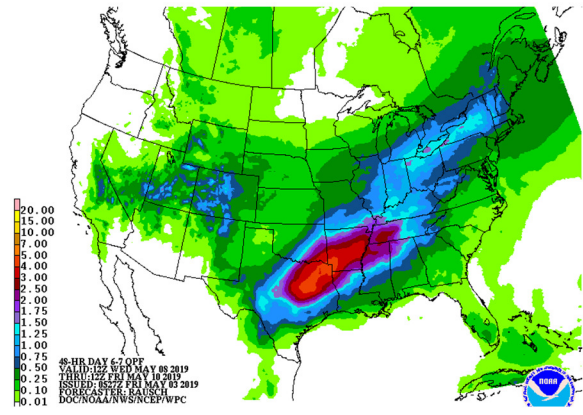 20.00
15.00
10.00
7.00
5.00
4.00
3.00
2.50
2.00
1.75
1.50
1.25
1.00
0.75
0.50
0.25
0.10
0.01
48-HR DAY 6-7 QPF
VALID:12Z WED MAY 08 2019
THRU:12Z FRI MAY 10 2019
ISSUED: 0827Z FRI MAY 03 2019
FORECASTER: RAUSCH
DOC/NOAA/NWS/NCEP/WPC
NOAA